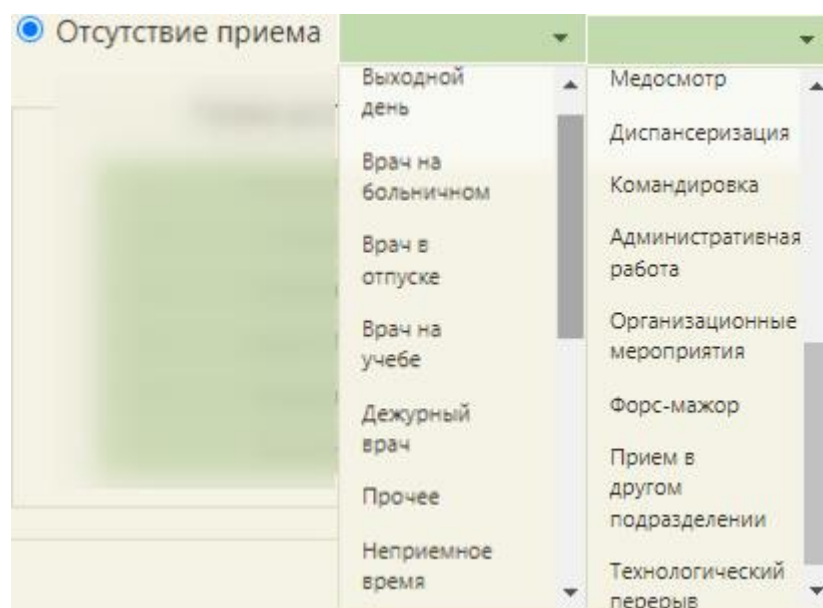 Отсутствие приема
Выходной
день
Врач на
больничном
Врач в
отпуске
Врач на
учебе
Дежурный
врач
Прочее
Неприемное
время
Медосмотр
Диспансеризация
Командировка
Административная
работа
Организационные
мероприятия
Форс-мажор
Прием в
другом
подразделении
Технологический
перерыв